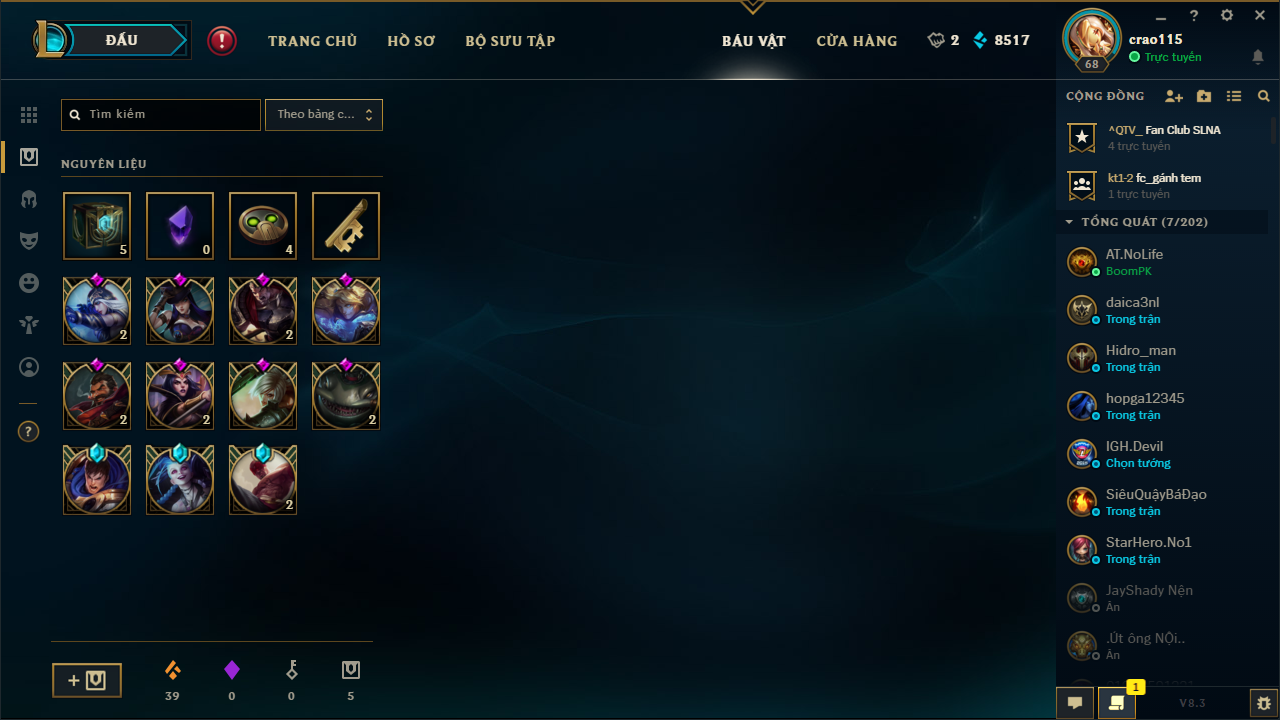 ĐẤU
TRANG CHỦ
HỒ SƠ
BỘ SƯU TẬP
BÁU VẬT
CỬA HÀNG
2
8517
?
crao115
Trực tuyến
68
CỘNG ĐỒNG
Tìm kiếm
Theo bảng c...
NGUYÊN LIỆU
5
0
4
2
2
2
2
2
2
?
39
0
0
5
^QTV_ Fan Club SLNA
4 trực tuyến
kt1-2 fc_gánh tem
1 trực tuyến
TỔNG QUÁT (7/202)
AT.NoLife
BoomPK
daica3nl
Trong trận
Hidro_man
Trong trận
hopga12345
Trong trận
IGH.Devil
Chọn tướng
SiêuQuậyBáĐạo
Trong trận
StarHero.No1
Trong trận
JayShady Nện
Ẩn
.Út ông NỘi..
Ẩn
1
V8.3